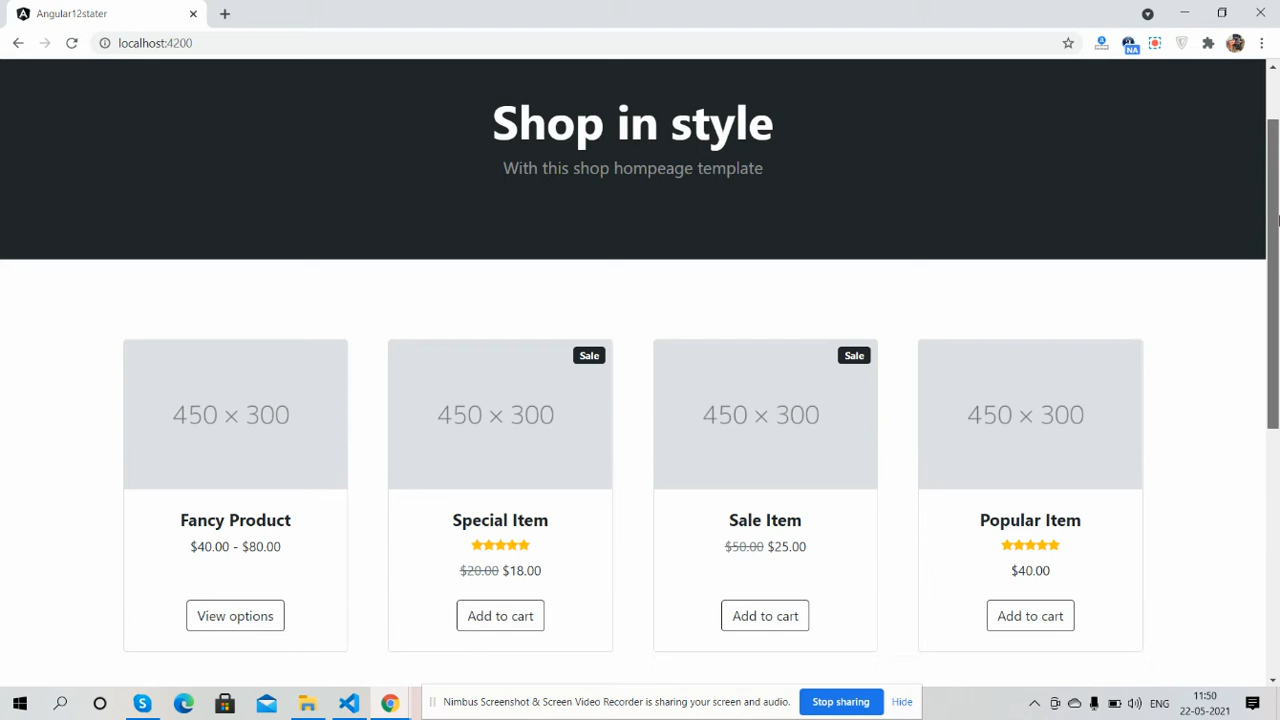 Angular12stater
localhost:4200
NA
Shop in style
With this shop hompeage template
450 × 300
Fancy Product
$40.00 - $80.00
View options
Sale
450 × 300
Special Item
$20.00 $18.00
Add to cart
Sale
450 × 300
Sale Item
$50.00 $25.00
Add to cart
450 × 300
Popular Item
$40.00
Add to cart
Nimbus Screenshot & Screen Video Recorder is sharing your screen and audio.
Stop sharing
Hide
ENG
11:50
22-05-2021